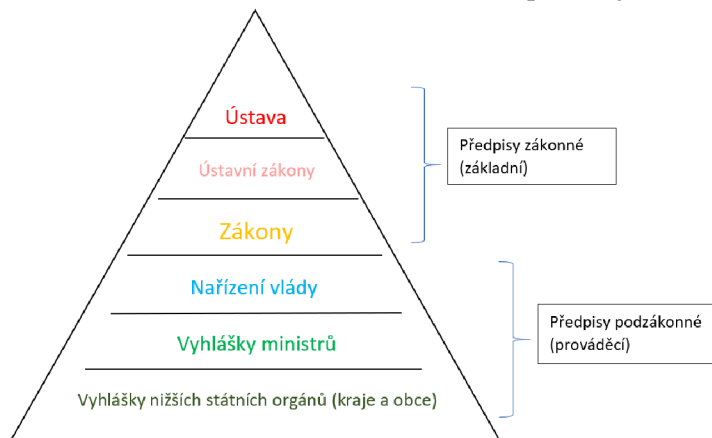 Ústava
Ústavní zákony
Zákony
Nařízení vlády
Vyhlášky ministrů
Vyhlášky nižších státních orgánů (kraje a obce)
Předpisy zákonné
(základní)
Předpisy podzákonné
(prováděcí)